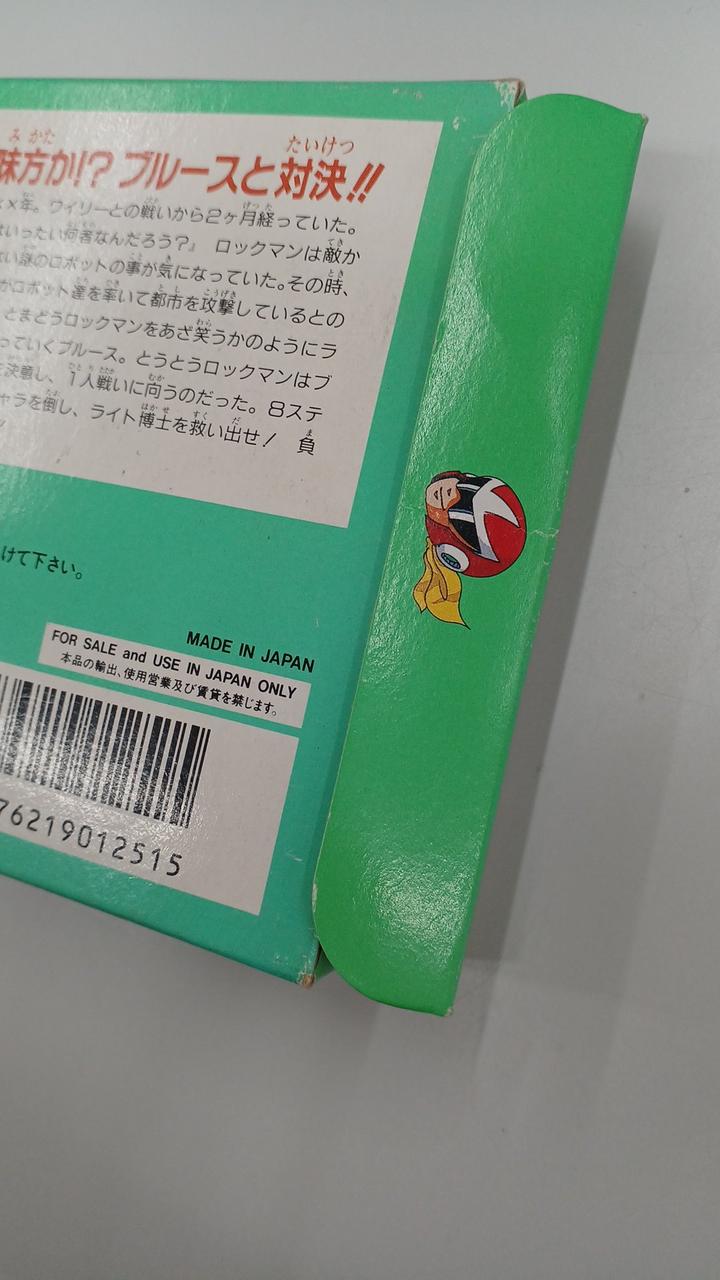 味方か!?ブルースと対決!!
みかた
たいけつ
××年。ワイリーとの戦いから2ヶ月経っていた。
いったい何者なんだろう?』 ロックマンは敵か
い謎のロボットの事が気になっていた。その時、
がロボット達を率いて都市を攻撃しているとの
とまどうロックマンをあざ笑うかのようにラ
っていくブルース。とうとうロックマンはブ
決意し、1人戦いに向うのだった。8ステ
ャラを倒し、ライト博士を救い出せ! 負
けて下さい。
MADE IN JAPAN
FOR SALE and USE IN JAPAN ONLY
本品の輸出、使用営業及び賃貸を禁じます。
76219012515